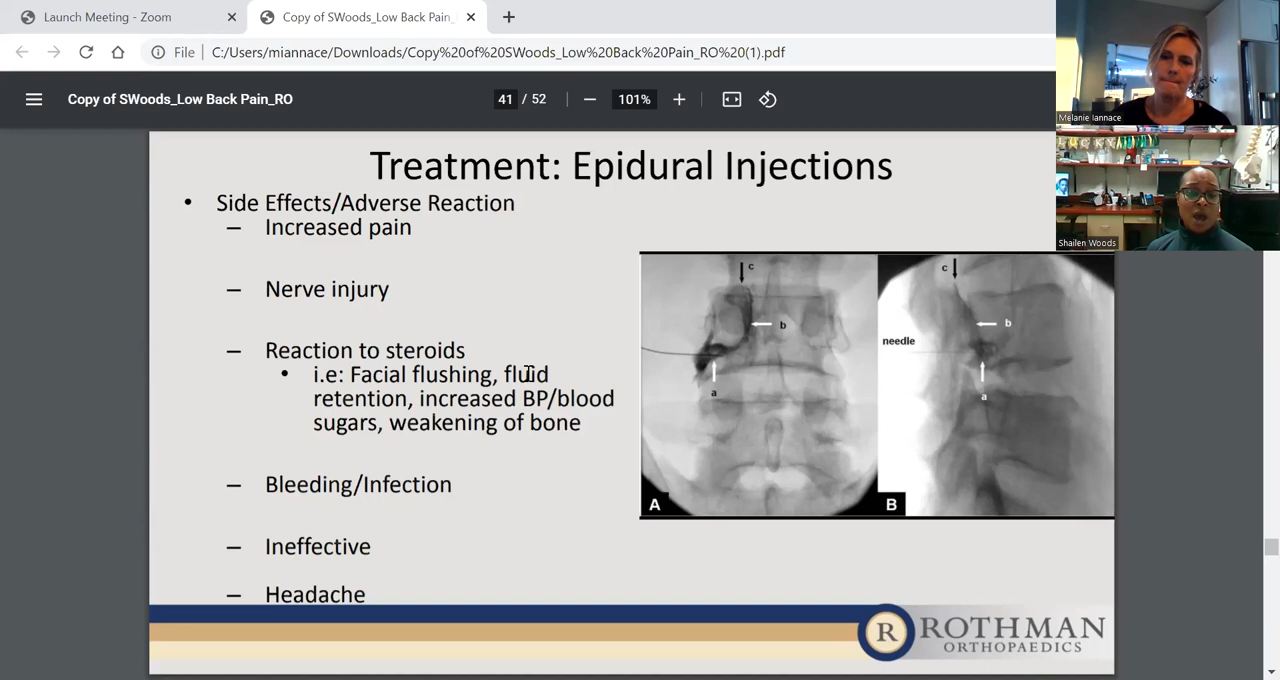 Launch Meeting - Zoom
Copy of SWoods_Low Back Pain_
File
C:/Users/miannace/Downloads/Copy%20of%20SWoods_Low%20Back%20Pain_RO%20(1).pdf
Copy of SWoods_Low Back Pain_RO
41 / 52
101%
Melanie Iannace
Shailen Woods
Treatment: Epidural Injections
• Side Effects/Adverse Reaction
– Increased pain
– Nerve injury
– Reaction to steroids
• i.e: Facial flushing, fluid
retention, increased BP/blood
sugars, weakening of bone
– Bleeding/Infection
– Ineffective
– Headache
c
b
a
A
c
b
needle
a
B
R
ROTHMAN
ORTHOPAEDICS